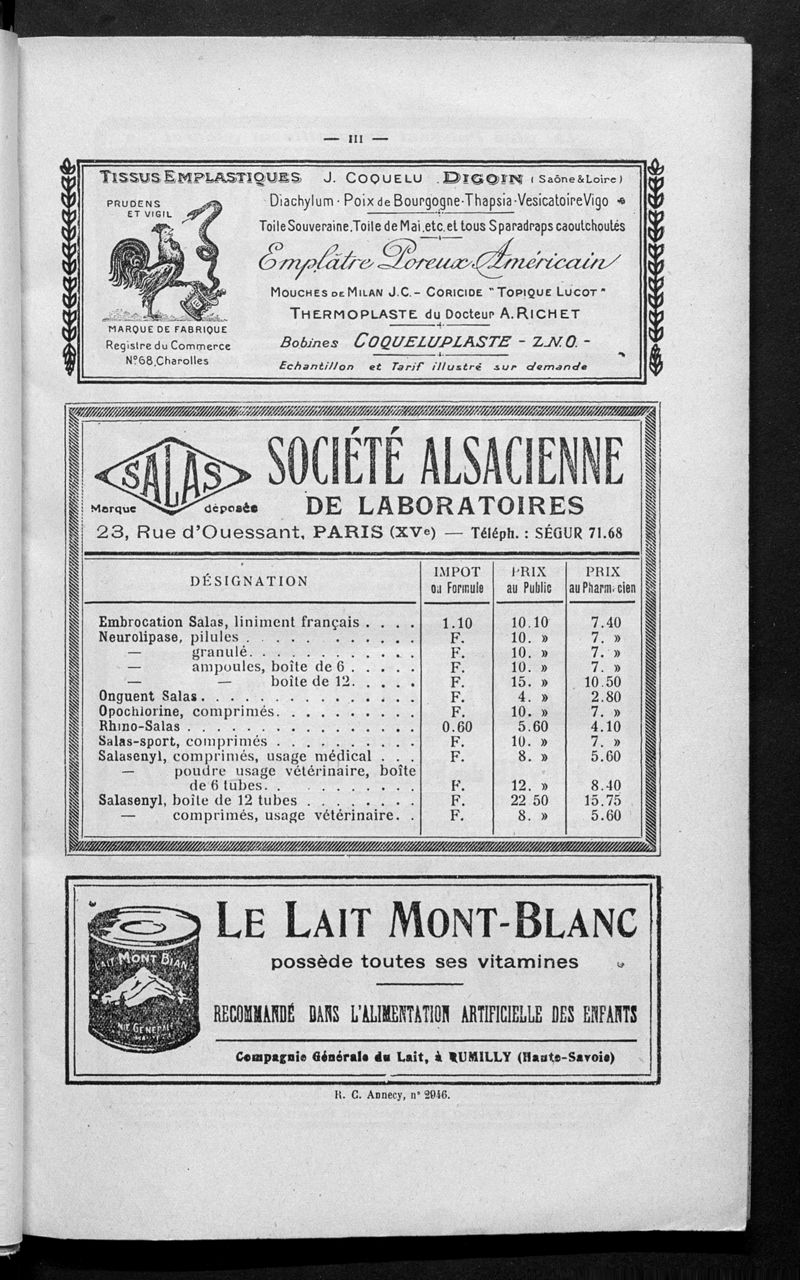 — III —
TISSUS EMPLASTIQUES J. COQUELU . DIGOIN (Saône&Loire)
PRUDENS
ET VIGIL
Diachylum · Poix de Bourgogne · Thapsia · Vesicatoire Vigo
Toile Souveraine, Toile de Mai, etc. et tous Sparadraps caoutchoutés
Emplâtre Poreux Américain
MOUCHES DE MILAN J.C. - CORICIDE "TOPIQUE LUCOT"
THERMOPLASTE du Docteur A. RICHET
MARQUE DE FABRIQUE
Registre du Commerce
N°68, Charolles
Bobines COQUELUPLASTE - Z.N.O. -
Echantillon et Tarif illustré sur demande
SALAS
Marque déposée
SOCIÉTÉ ALSACIENNE
DE LABORATOIRES
23, Rue d'Ouessant, PARIS (XVe) — Téléph. : SÉGUR 71.68
DÉSIGNATION | IMPOT ou Formule | PRIX au Public | PRIX au Pharmacien
Embrocation Salas, liniment français . . . . 1.10 10.10 7.40
Neurolipase, pilules . . . . . . . . . . . F. 10. » 7. »
— granulé. . . . . . . . . . . . F. 10. » 7. »
— ampoules, boîte de 6 . . . . . F. 10. » 7. »
— — boîte de 12. . . . . F. 15. » 10.50
Onguent Salas. . . . . . . . . . . . . . . F. 4. » 2.80
Opochlorine, comprimés. . . . . . . . . . F. 10. » 7. »
Rhino-Salas . . . . . . . . . . . . . . . . 0.60 5.60 4.10
Salas-sport, comprimés . . . . . . . . . . F. 10. » 7. »
Salasenyl, comprimés, usage médical . . . F. 8. » 5.60
— poudre usage vétérinaire, boîte
de 6 tubes. . . . . . . . . . . F. 12. » 8.40
Salasenyl, boîte de 12 tubes . . . . . . . . F. 22 50 15.75
— comprimés, usage vétérinaire. . F. 8. » 5.60
LAIT MONT BLANC
CIE GENERALE
LE LAIT MONT-BLANC
possède toutes ses vitamines
RECOMMANDÉ DANS L'ALIMENTATION ARTIFICIELLE DES ENFANTS
Compagnie Générale du Lait, à RUMILLY (Haute-Savoie)
R. C. Annecy, n° 2946.